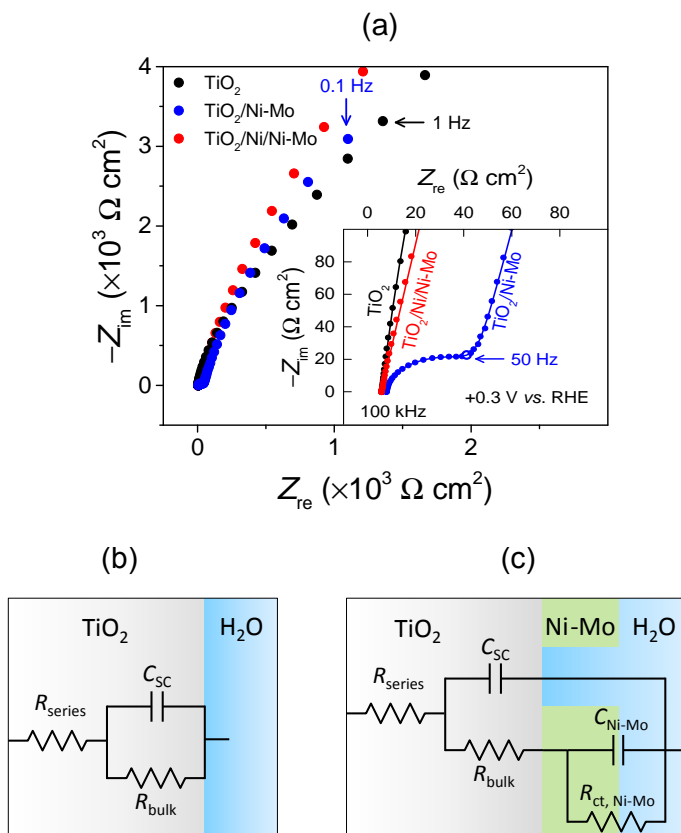 (a)
TiO2
TiO2/Ni-Mo
TiO2/Ni/Ni-Mo
0.1 Hz
1 Hz
4
3
2
1
0
−Zim (×10³ Ω cm²)
0 1 2
Zre (×10³ Ω cm²)
Zre (Ω cm²)
0 20 40 60 80
80
60
40
20
0
−Zim (Ω cm²)
TiO2
TiO2/Ni/Ni-Mo
TiO2/Ni-Mo
50 Hz
100 kHz
+0.3 V vs. RHE
(b)
TiO2
H2O
CSC
Rseries
Rbulk
(c)
TiO2
Ni-Mo
H2O
CSC
Rseries
CNi-Mo
Rbulk
Rct, Ni-Mo